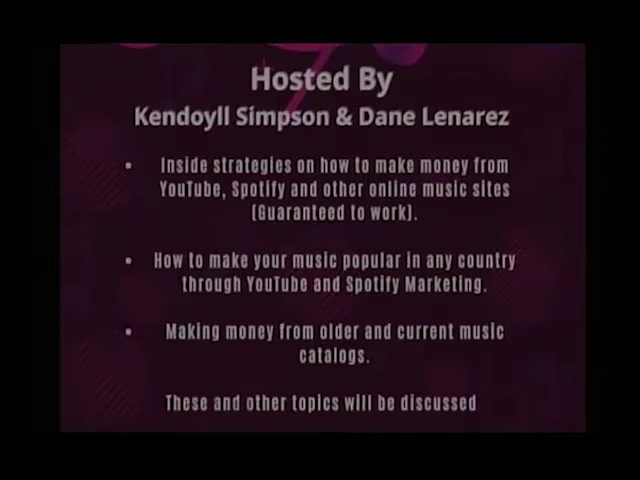 Hosted By
Kendoyll Simpson & Dane Lenarez
• Inside strategies on how to make money from
YouTube, Spotify and other online music sites
(Guaranteed to work).
• How to make your music popular in any country
through YouTube and Spotify Marketing.
• Making money from older and current music
catalogs.
These and other topics will be discussed